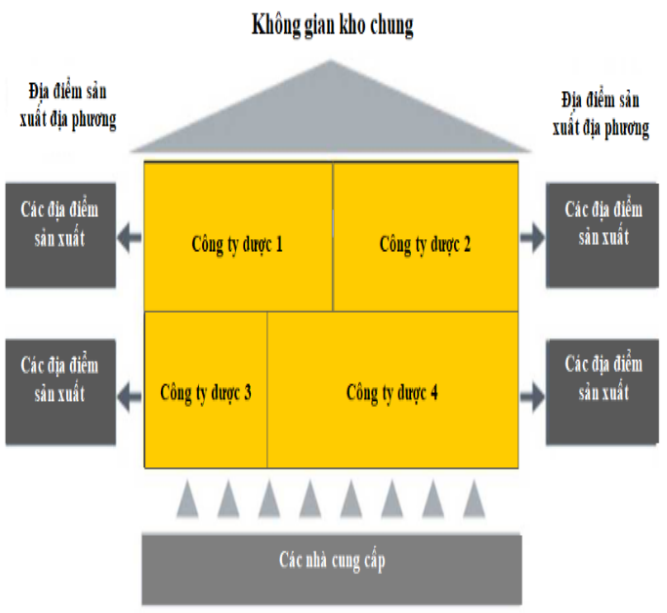 Không gian kho chung
Địa điểm sản
xuất địa phương
Địa điểm sản
xuất địa phương
Các địa điểm
sản xuất
Công ty dược 1
Công ty dược 2
Các địa điểm
sản xuất
Các địa điểm
sản xuất
Công ty dược 3
Công ty dược 4
Các địa điểm
sản xuất
Các nhà cung cấp